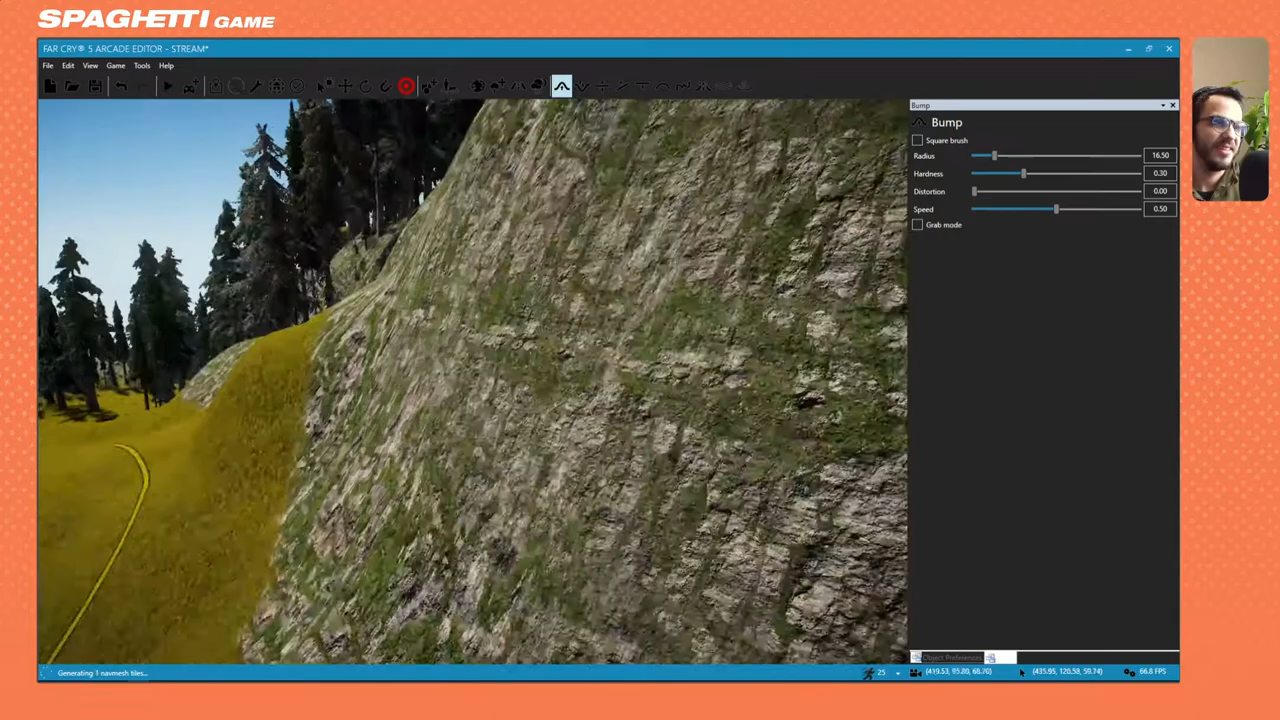 SPAGHETTI GAME
FAR CRY® 5 ARCADE EDITOR - STREAM*
File Edit View Game Tools Help
Bump
Bump
Square brush
Radius 16.50
Hardness 0.30
Distortion 0.00
Speed 0.50
Grab mode
Object Preferences
Generating 1 navmesh tiles...
25
(419.53, 95.80, 68.70)
(435.95, 120.58, 59.74)
66.8 FPS